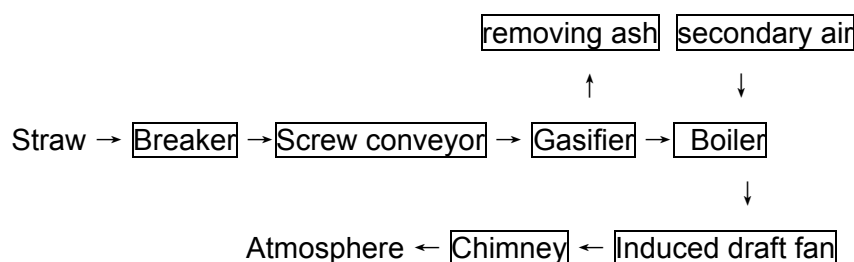 removing ash secondary air
↑ ↓
Straw → Breaker → Screw conveyor → Gasifier → Boiler
↓
Atmosphere ← Chimney ← Induced draft fan